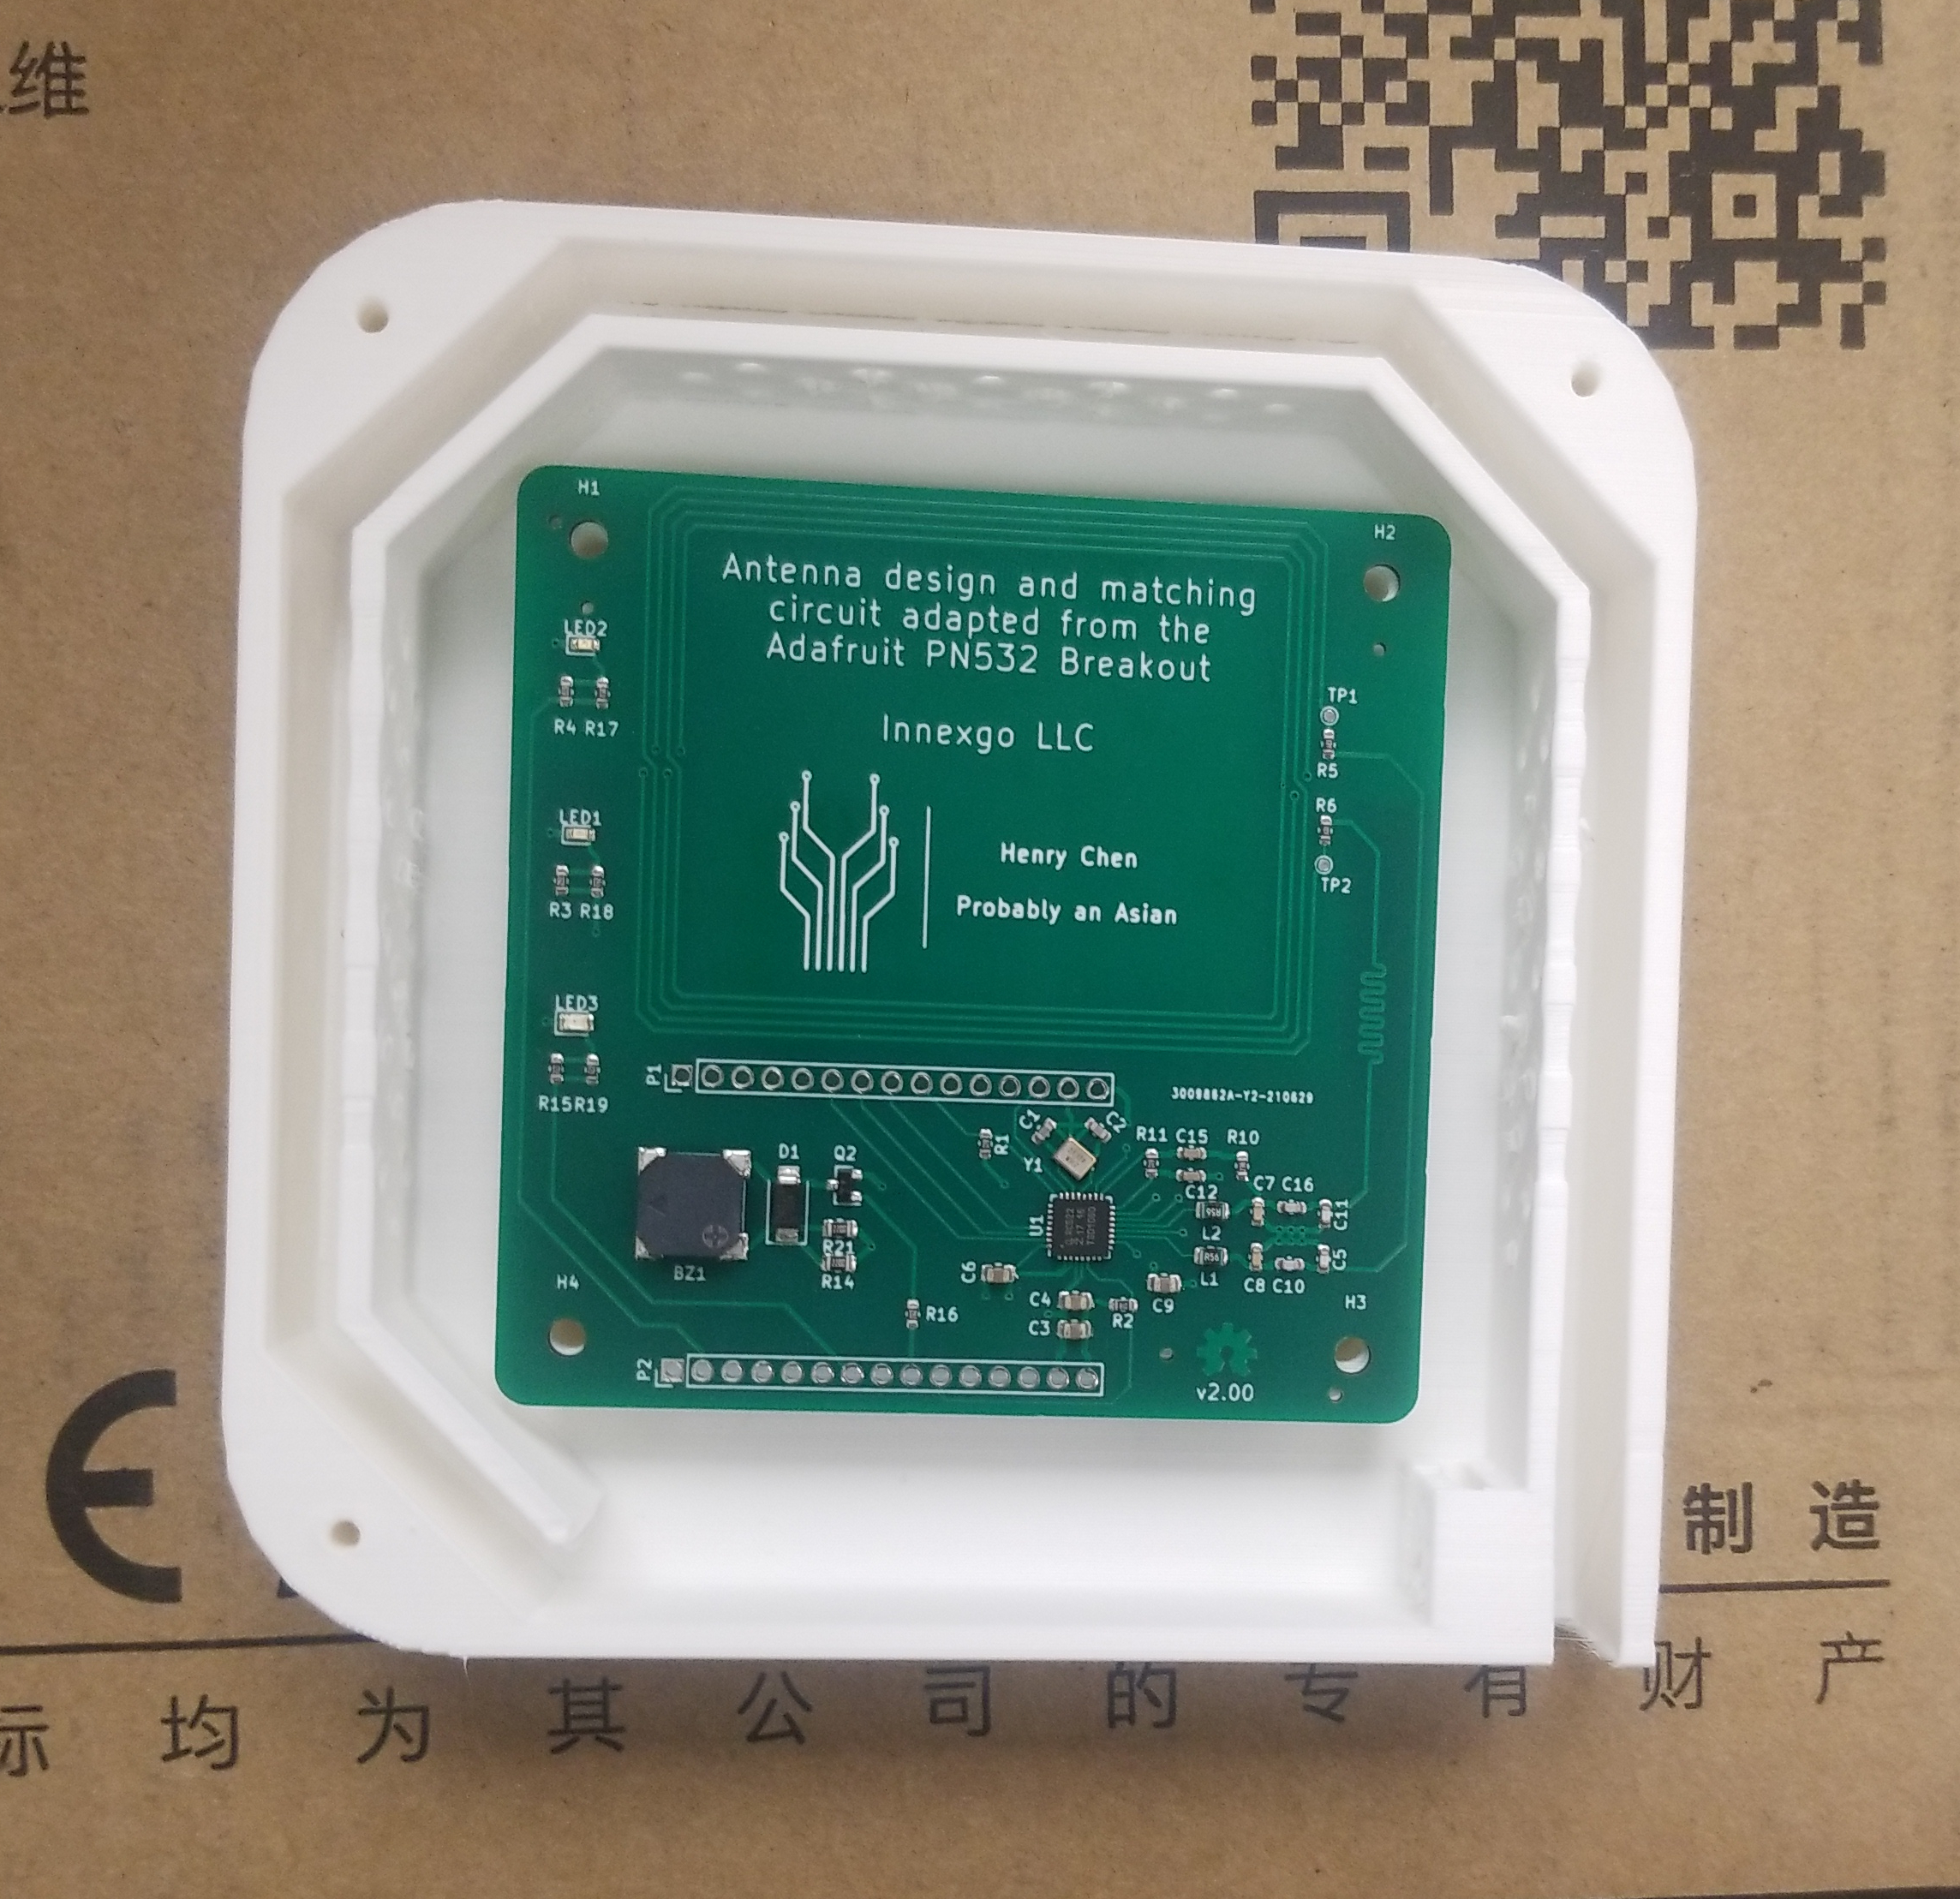 维
H1
H2
Antenna design and matching
circuit adapted from the
Adafruit PN532 Breakout
LED2
R4 R17
TP1
R5
Innexgo LLC
R6
LED1
Henry Chen
TP2
R3 R18
Probably an Asian
LED3
P1
3009862A-Y2-210629
R15R19
C1
C2
R1
R11 C15 R10
D1
Q2
Y1
C12
C7 C16
C11
U1
L2
R21
R56
C5
BZ1
R14
C6
L1
C8 C10
H4
C4
C9
H3
R16
C3
R2
P2
v2.00
制 造
标 均 为 其 公 司 的 专 有 财 产